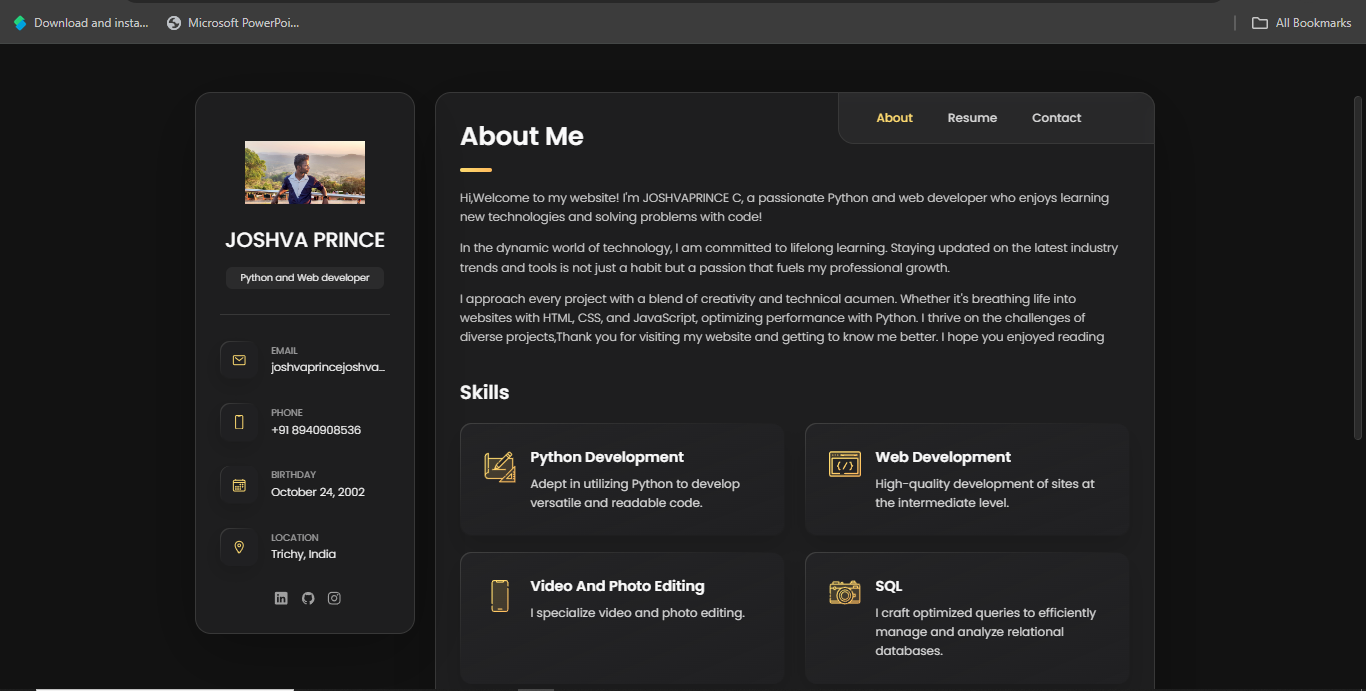 Download and insta...
Microsoft PowerPoi...
All Bookmarks
About
Resume
Contact
JOSHVA PRINCE
Python and Web developer
EMAIL
joshvaprincejoshva...
PHONE
+91 8940908536
BIRTHDAY
October 24, 2002
LOCATION
Trichy, India
About Me
Hi,Welcome to my website! I'm JOSHVAPRINCE C, a passionate Python and web developer who enjoys learning
new technologies and solving problems with code!
In the dynamic world of technology, I am committed to lifelong learning. Staying updated on the latest industry
trends and tools is not just a habit but a passion that fuels my professional growth.
I approach every project with a blend of creativity and technical acumen. Whether it's breathing life into
websites with HTML, CSS, and JavaScript, optimizing performance with Python. I thrive on the challenges of
diverse projects,Thank you for visiting my website and getting to know me better. I hope you enjoyed reading
Skills
Python Development
Adept in utilizing Python to develop
versatile and readable code.
Web Development
High-quality development of sites at
the intermediate level.
Video And Photo Editing
I specialize video and photo editing.
SQL
I craft optimized queries to efficiently
manage and analyze relational
databases.